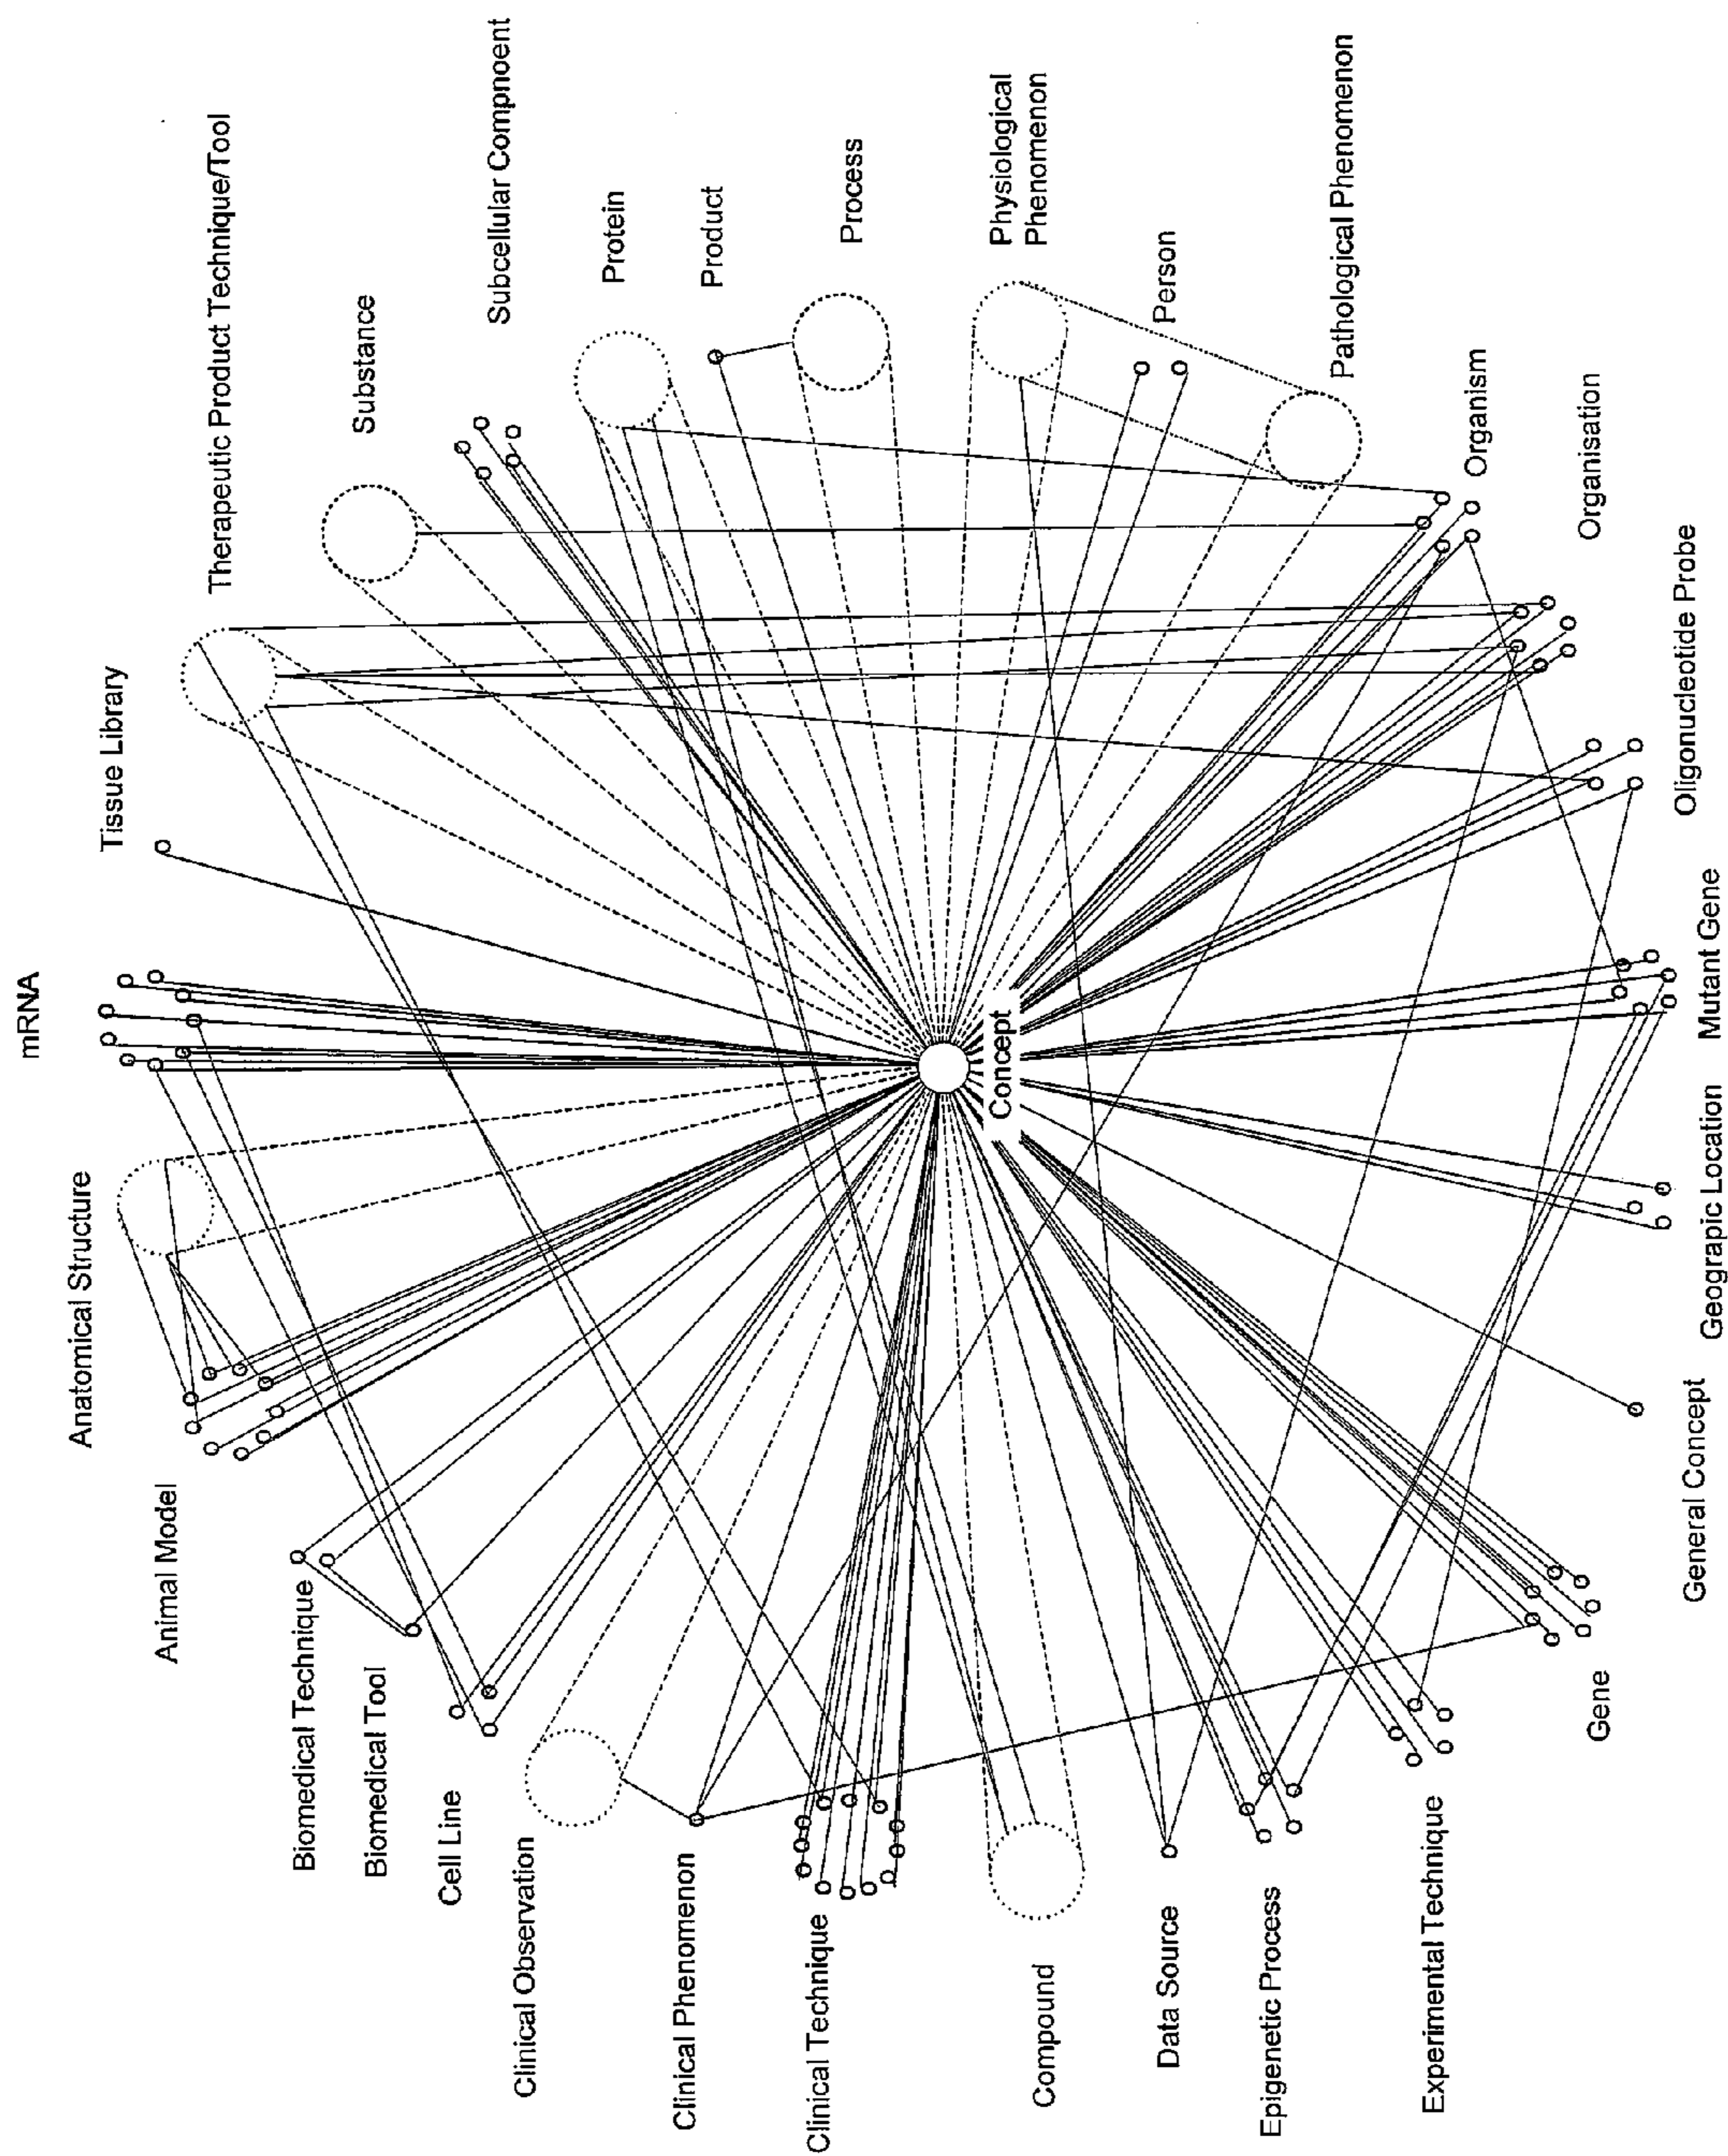 mRNA
Tissue Library
Therapeutic Product Technique/Tool
Substance
Subcellular Compnoent
Protein
Product
Process
Physiological
Phenomenon
Person
Pathological Phenomenon
Organism
Organisation
Oligonucleotide Probe
Mutant Gene
Geograpic Location
General Concept
Gene
Experimental Technique
Epigenetic Process
Data Source
Compound
Clinical Technique
Clinical Phenomenon
Clinical Observation
Cell Line
Biomedical Tool
Biomedical Technique
Animal Model
Anatomical Structure
Concept